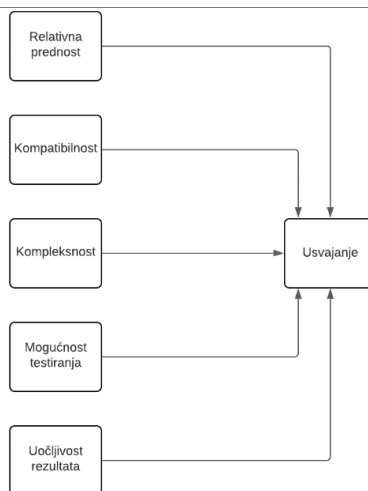 Relativna
prednost
Kompatibilnost
Kompleksnost
Usvajanje
Mogućnost
testiranja
Uočljivost
rezultata